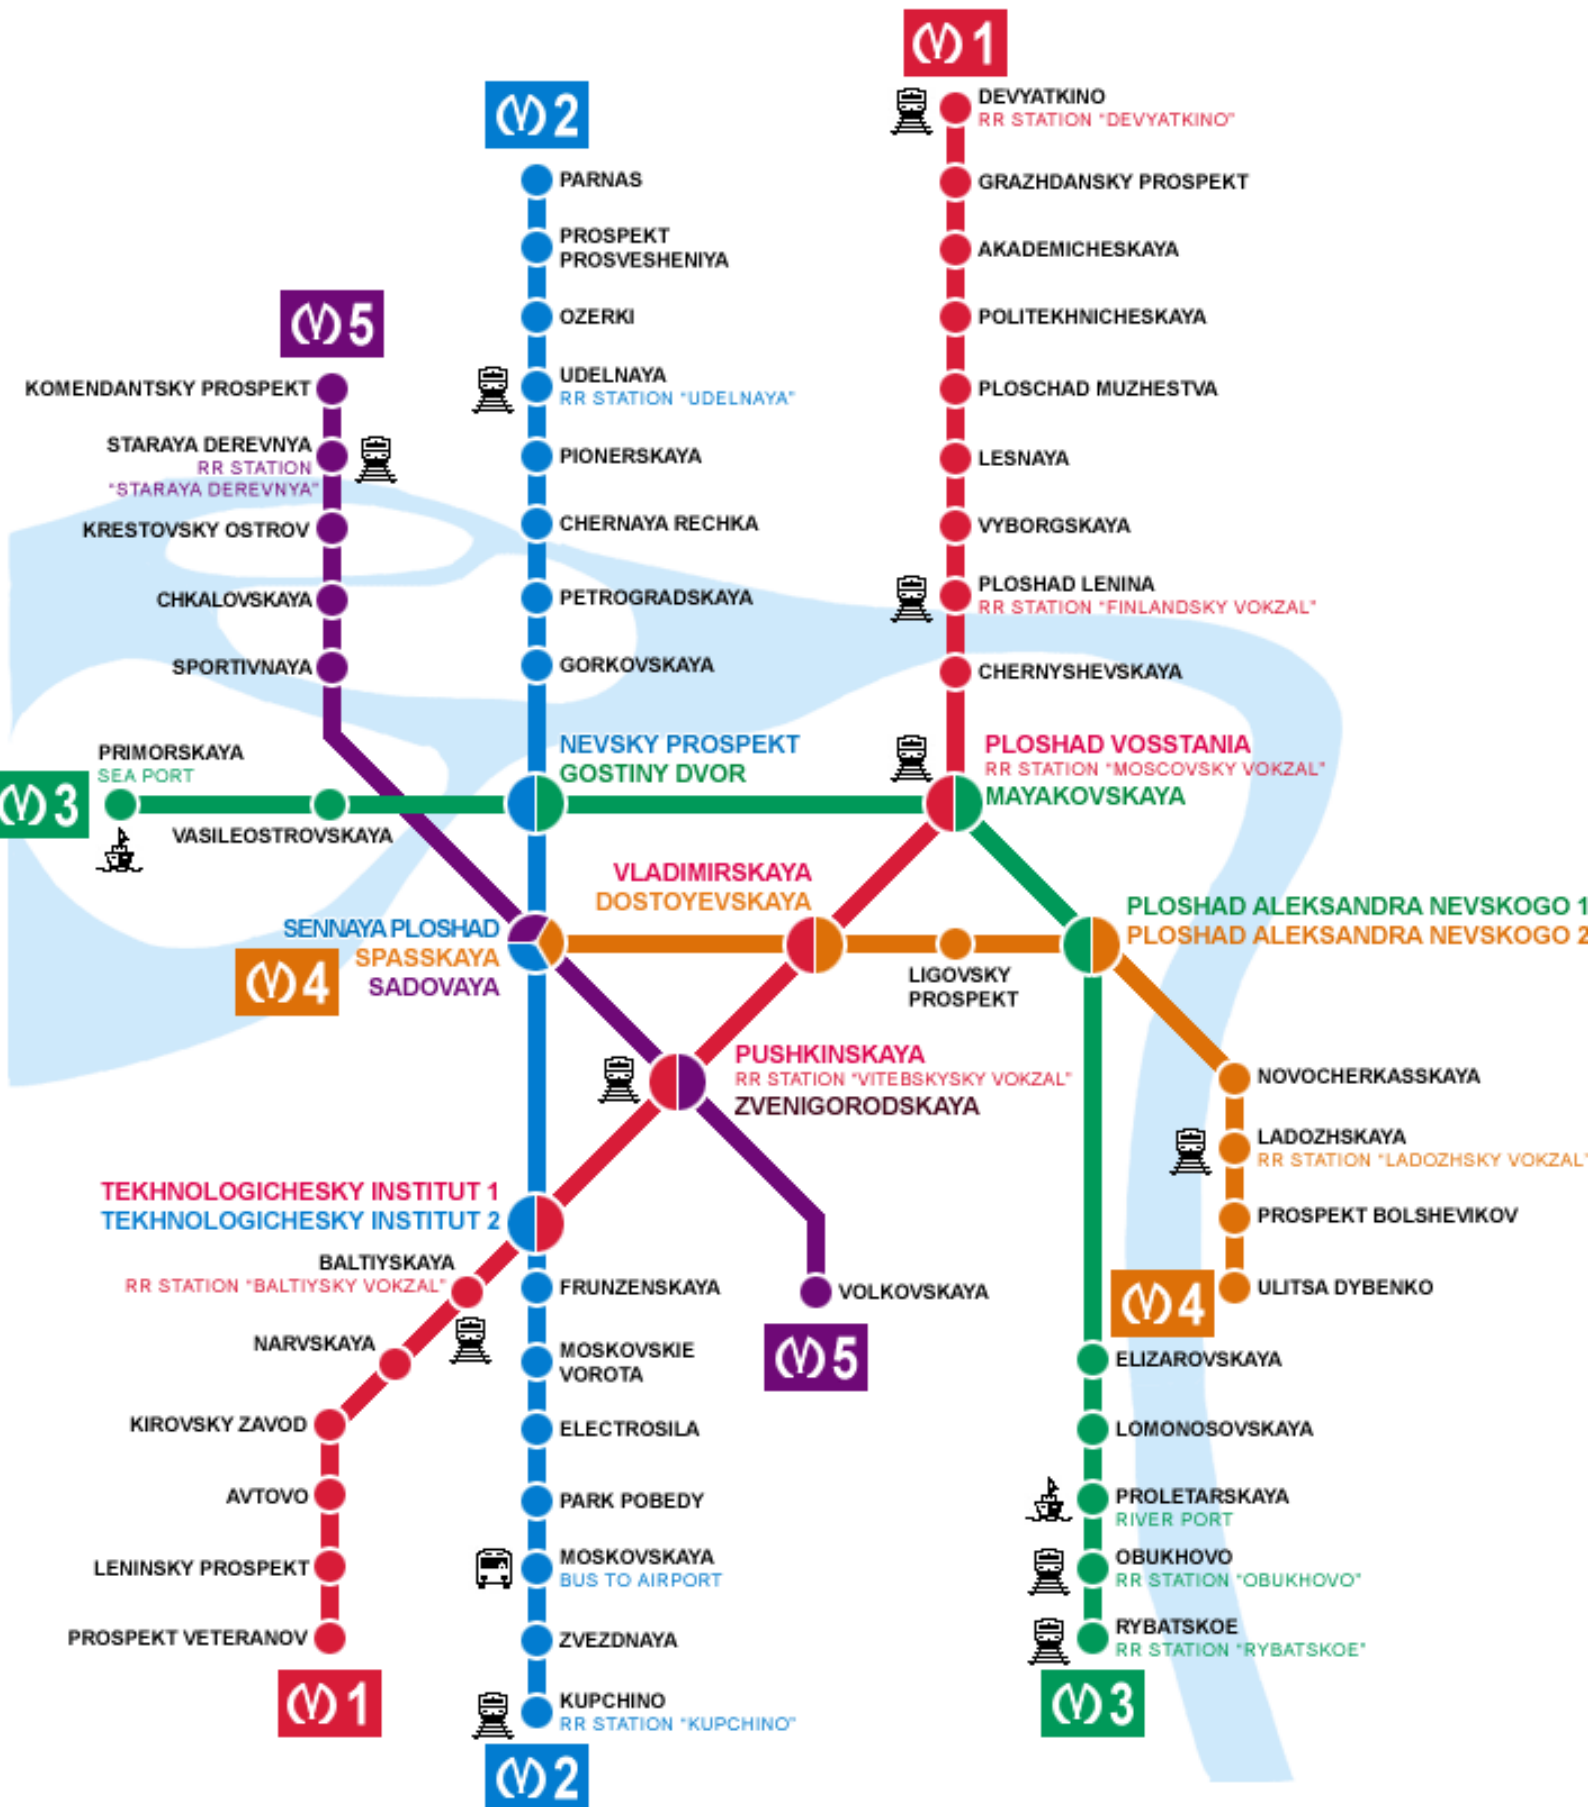 1
DEVYATKINO
RR STATION "DEVYATKINO"
GRAZHDANSKY PROSPEKT
AKADEMICHESKAYA
POLITEKHNICHESKAYA
PLOSCHAD MUZHESTVA
LESNAYA
VYBORGSKAYA
PLOSHAD LENINA
RR STATION "FINLANDSKY VOKZAL"
CHERNYSHEVSKAYA
PLOSHAD VOSSTANIA
RR STATION "MOSCOVSKY VOKZAL"
MAYAKOVSKAYA
2
PARNAS
PROSPEKT
PROSVESHENIYA
OZERKI
UDELNAYA
RR STATION "UDELNAYA"
PIONERSKAYA
CHERNAYA RECHKA
PETROGRADSKAYA
GORKOVSKAYA
NEVSKY PROSPEKT
GOSTINY DVOR
5
KOMENDANTSKY PROSPEKT
STARAYA DEREVNYA
RR STATION
"STARAYA DEREVNYA"
KRESTOVSKY OSTROV
CHKALOVSKAYA
SPORTIVNAYA
PRIMORSKAYA
SEA PORT
3
VASILEOSTROVSKAYA
VLADIMIRSKAYA
DOSTOYEVSKAYA
SENNAYA PLOSHAD
SPASSKAYA
SADOVAYA
4
LIGOVSKY
PROSPEKT
PLOSHAD ALEKSANDRA NEVSKOGO 1
PLOSHAD ALEKSANDRA NEVSKOGO 2
PUSHKINSKAYA
RR STATION "VITEBSKYSKY VOKZAL"
ZVENIGORODSKAYA
NOVOCHERKASSKAYA
LADOZHSKAYA
RR STATION "LADOZHSKY VOKZAL"
PROSPEKT BOLSHEVIKOV
ULITSA DYBENKO
4
TEKHNOLOGICHESKY INSTITUT 1
TEKHNOLOGICHESKY INSTITUT 2
BALTIYSKAYA
RR STATION "BALTIYSKY VOKZAL"
NARVSKAYA
KIROVSKY ZAVOD
AVTOVO
LENINSKY PROSPEKT
PROSPEKT VETERANOV
1
FRUNZENSKAYA
MOSKOVSKIE
VOROTA
ELECTROSILA
PARK POBEDY
MOSKOVSKAYA
BUS TO AIRPORT
ZVEZDNAYA
KUPCHINO
RR STATION "KUPCHINO"
2
VOLKOVSKAYA
5
ELIZAROVSKAYA
LOMONOSOVSKAYA
PROLETARSKAYA
RIVER PORT
OBUKHOVO
RR STATION "OBUKHOVO"
RYBATSKOE
RR STATION "RYBATSKOE"
3